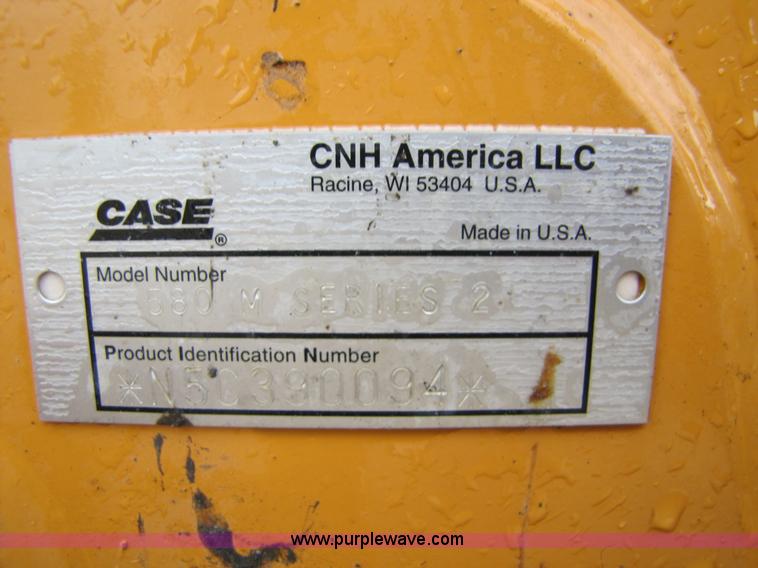 CNH America LLC
Racine, WI 53404 U.S.A.
CASE
®
Made in U.S.A.
Model Number
580 M SERIES 2
Product Identification Number
*N5C390094*
www.purplewave.com